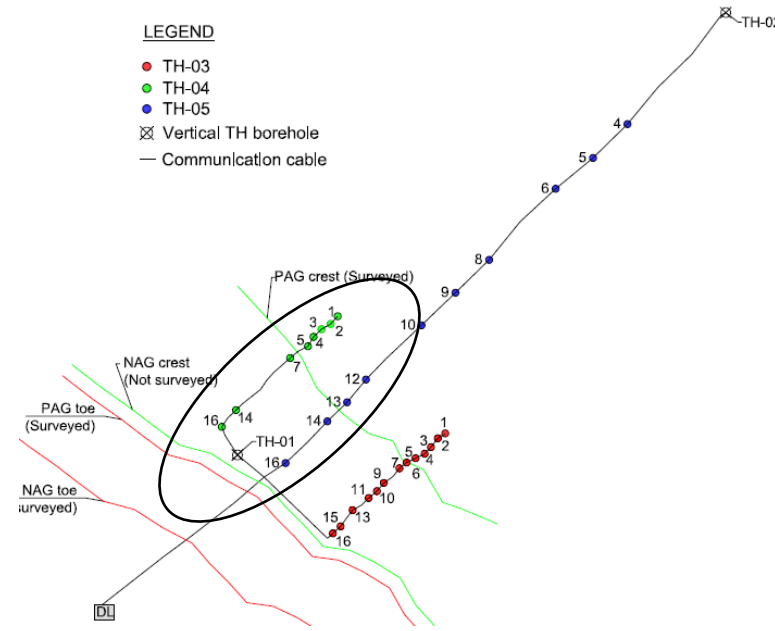 LEGEND
TH-03
TH-04
TH-05
Vertical TH borehole
Communication cable
TH-02
4
5
6
8
9
10
12
13
14
16
PAG crest (Surveyed)
1
2
3
4
5
7
14
16
TH-01
NAG crest
(Not surveyed)
PAG toe
(Surveyed)
NAG toe
surveyed)
1
2
3
4
5
6
7
9
10
11
13
15
16
DL